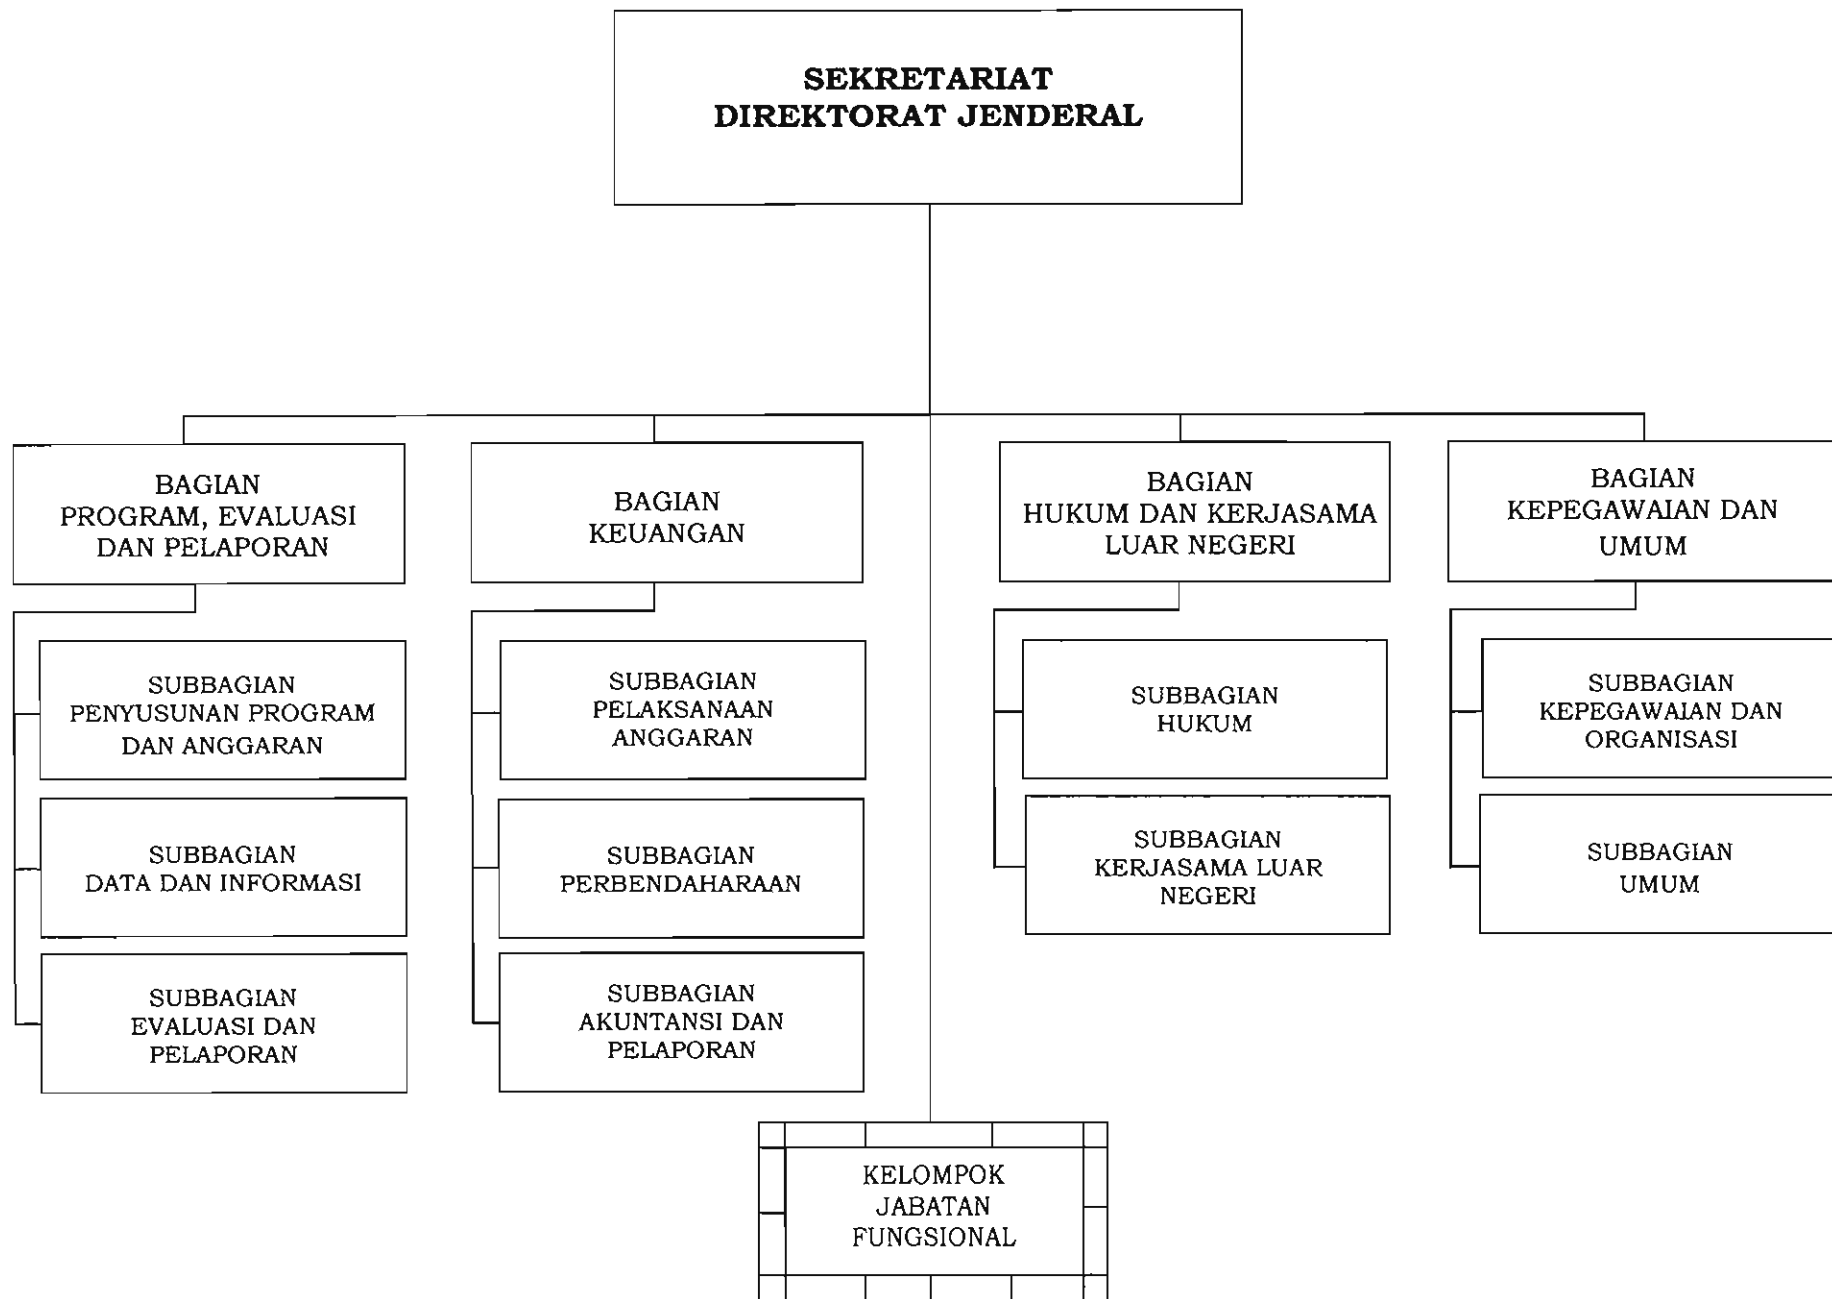 SEKRETARIAT
DIREKTORAT JENDERAL
BAGIAN
PROGRAM, EVALUASI
DAN PELAPORAN
BAGIAN
KEUANGAN
BAGIAN
HUKUM DAN KERJASAMA
LUAR NEGERI
BAGIAN
KEPEGAWAIAN DAN
UMUM
SUBBAGIAN
PENYUSUNAN PROGRAM
DAN ANGGARAN
SUBBAGIAN
PELAKSANAAN
ANGGARAN
SUBBAGIAN
HUKUM
SUBBAGIAN
KEPEGAWAIAN DAN
ORGANISASI
SUBBAGIAN
DATA DAN INFORMASI
SUBBAGIAN
PERBENDAHARAAN
SUBBAGIAN
KERJASAMA LUAR
NEGERI
SUBBAGIAN
UMUM
SUBBAGIAN
EVALUASI DAN
PELAPORAN
SUBBAGIAN
AKUNTANSI DAN
PELAPORAN
KELOMPOK
JABATAN
FUNGSIONAL